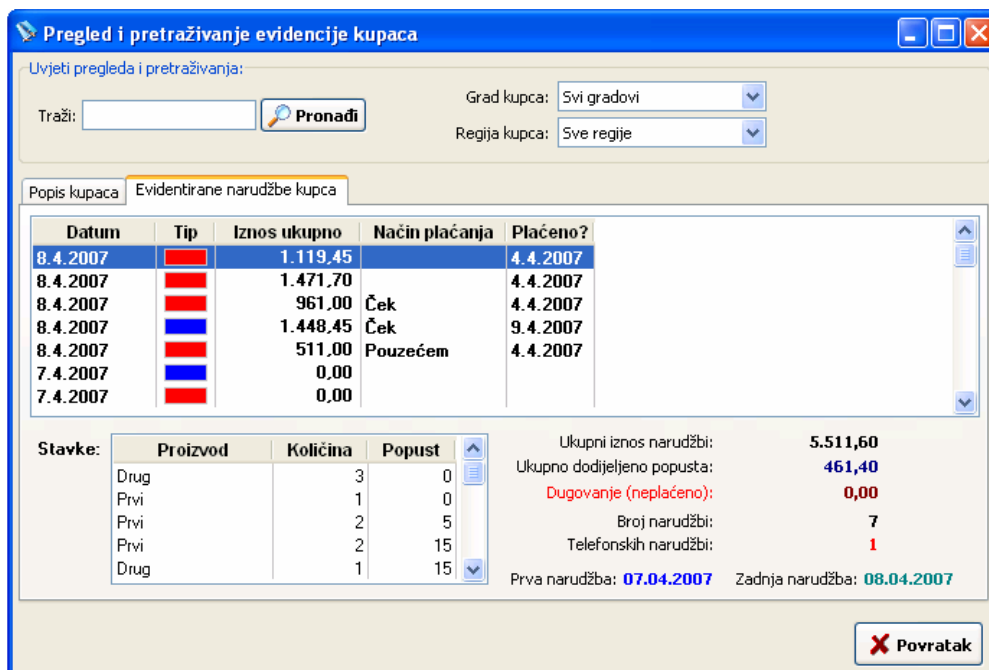 Pregled i pretraživanje evidencije kupaca
Uvjeti pregleda i pretraživanja:
Traži: Pronađi Grad kupca: Svi gradovi
Regija kupca: Sve regije
Popis kupaca Evidentirane narudžbe kupca
Datum Tip Iznos ukupno Način plaćanja Plaćeno?
8.4.2007 1.119,45 4.4.2007
8.4.2007 1.471,70 4.4.2007
8.4.2007 961,00 Ček 4.4.2007
8.4.2007 1.448,45 Ček 9.4.2007
8.4.2007 511,00 Pouzećem 4.4.2007
7.4.2007 0,00
7.4.2007 0,00
Stavke:
Proizvod Količina Popust
Drug 3 0
Prvi 1 0
Prvi 2 5
Prvi 2 15
Drug 1 15
Ukupni iznos narudžbi: 5.511,60
Ukupno dodijeljeno popusta: 461,40
Dugovanje (neplaćeno): 0,00
Broj narudžbi: 7
Telefonskih narudžbi: 1
Prva narudžba: 07.04.2007 Zadnja narudžba: 08.04.2007
Povratak